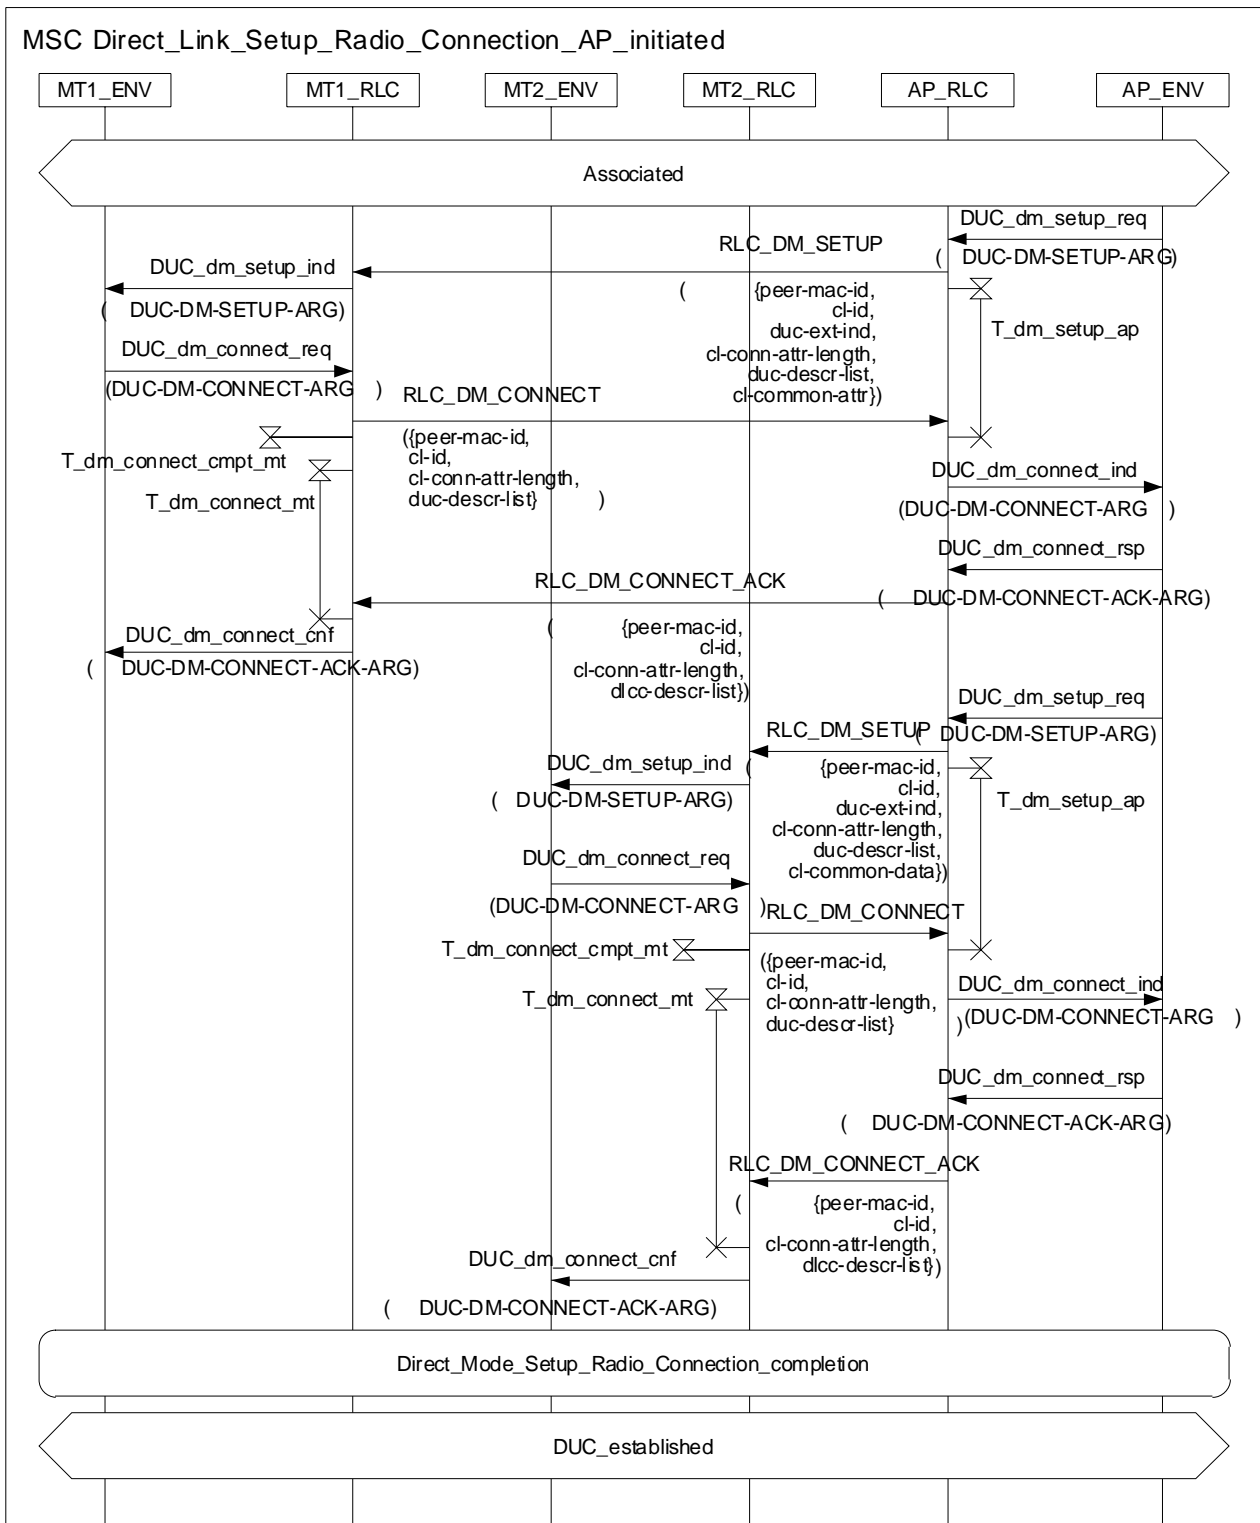 MSC Direct_Link_Setup_Radio_Connection_AP_initiated
MT1_ENV
MT1_RLC
MT2_ENV
MT2_RLC
AP_RLC
AP_ENV
Associated
DUC_dm_setup_req
( DUC-DM-SETUP-ARG)
RLC_DM_SETUP
( {peer-mac-id,
cl-id,
duc-ext-ind,
cl-conn-attr-length,
duc-descr-list,
cl-common-attr})
DUC_dm_setup_ind
( DUC-DM-SETUP-ARG)
T_dm_setup_ap
DUC_dm_connect_req
(DUC-DM-CONNECT-ARG )
RLC_DM_CONNECT
({peer-mac-id,
cl-id,
cl-conn-attr-length,
duc-descr-list} )
T_dm_connect_cmpt_mt
T_dm_connect_mt
DUC_dm_connect_ind
(DUC-DM-CONNECT-ARG )
DUC_dm_connect_rsp
( DUC-DM-CONNECT-ACK-ARG)
RLC_DM_CONNECT_ACK
( {peer-mac-id,
cl-id,
cl-conn-attr-length,
dlcc-descr-list})
DUC_dm_connect_cnf
( DUC-DM-CONNECT-ACK-ARG)
DUC_dm_setup_req
( DUC-DM-SETUP-ARG)
RLC_DM_SETUP
( {peer-mac-id,
cl-id,
duc-ext-ind,
cl-conn-attr-length,
duc-descr-list,
cl-common-data})
DUC_dm_setup_ind
( DUC-DM-SETUP-ARG)
T_dm_setup_ap
DUC_dm_connect_req
(DUC-DM-CONNECT-ARG )
RLC_DM_CONNECT
({peer-mac-id,
cl-id,
cl-conn-attr-length,
duc-descr-list} )
T_dm_connect_cmpt_mt
T_dm_connect_mt
DUC_dm_connect_ind
(DUC-DM-CONNECT-ARG )
DUC_dm_connect_rsp
( DUC-DM-CONNECT-ACK-ARG)
RLC_DM_CONNECT_ACK
( {peer-mac-id,
cl-id,
cl-conn-attr-length,
dlcc-descr-list})
DUC_dm_connect_cnf
( DUC-DM-CONNECT-ACK-ARG)
Direct_Mode_Setup_Radio_Connection_completion
DUC_established